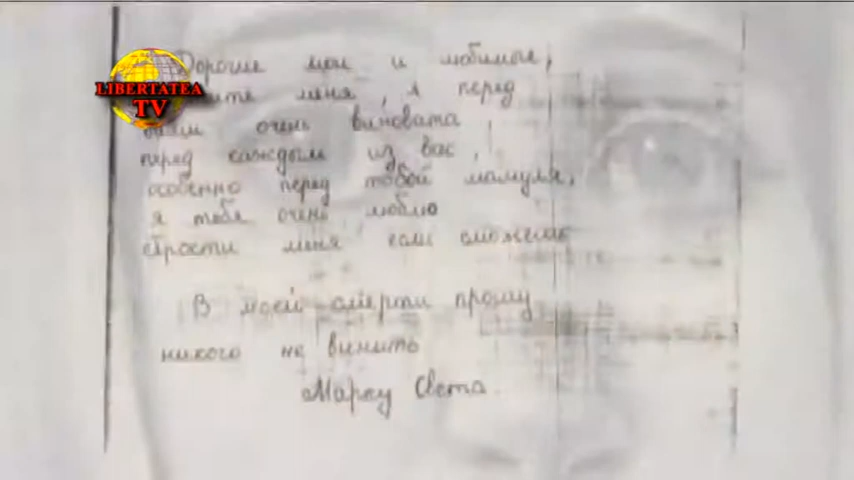 LIBERTATEA
TV
Дорогие мои и любимые,
меня, я перед
вами очень виновата,
перед каждым из вас,
особенно перед тобой мамуля,
я тебя очень люблю
прости меня если сможешь
В моей смерти прошу
никого не винить
Света.